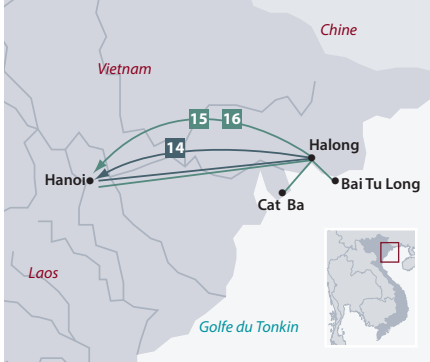 Chine
Vietnam
15 16
14
Halong
Hanoi
Bai Tu Long
Cat Ba
Laos
Golfe du Tonkin